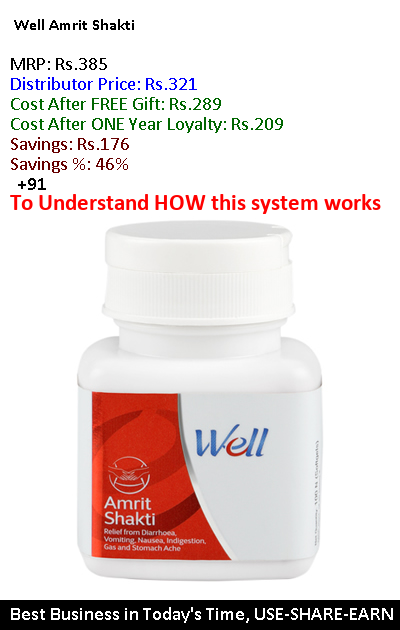 Well Amrit Shakti
MRP: Rs.385
Distributor Price: Rs.321
Cost After FREE Gift: Rs.289
Cost After ONE Year Loyalty: Rs.209
Savings: Rs.176
Savings %: 46%
+91
To Understand HOW this system works
Well
Amrit
Shakti
Relief from Diarrhoea,
Vomiting, Nausea, Indigestion,
Gas and Stomach Ache
Best Business in Today's Time, USE-SHARE-EARN